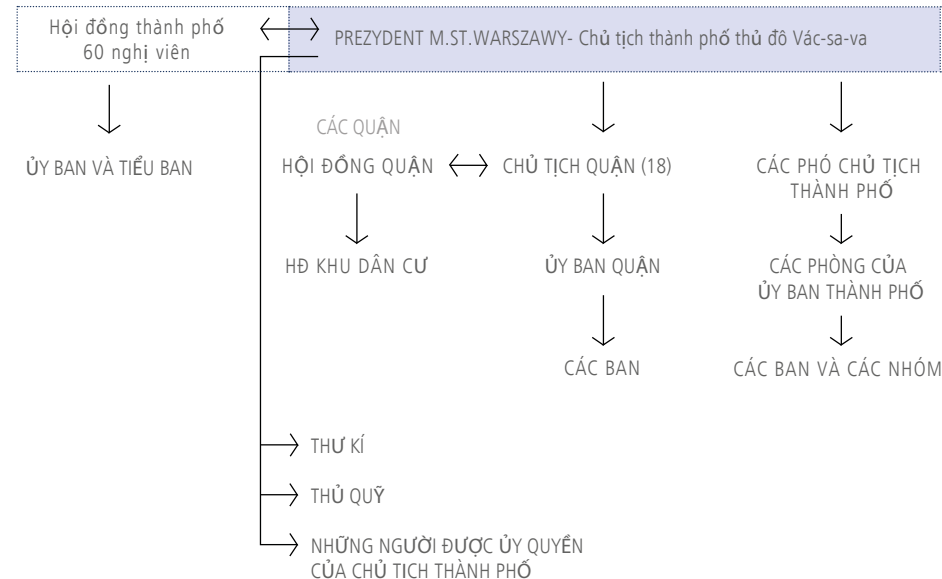 Hội đồng thành phố
60 nghị viên
PREZYDENT M.ST.WARSZAWY- Chủ tịch thành phố thủ đô Vác-sa-va
CÁC QUẬN
ỦY BAN VÀ TIỂU BAN
HỘI ĐỒNG QUẬN
CHỦ TỊCH QUẬN (18)
CÁC PHÓ CHỦ TỊCH
THÀNH PHỐ
HĐ KHU DÂN CƯ
ỦY BAN QUẬN
CÁC PHÒNG CỦA
ỦY BAN THÀNH PHỐ
CÁC BAN
CÁC BAN VÀ CÁC NHÓM
THƯ KÍ
THỦ QUỸ
NHỮNG NGƯỜI ĐƯỢC ỦY QUYỀN
CỦA CHỦ TỊCH THÀNH PHỐ